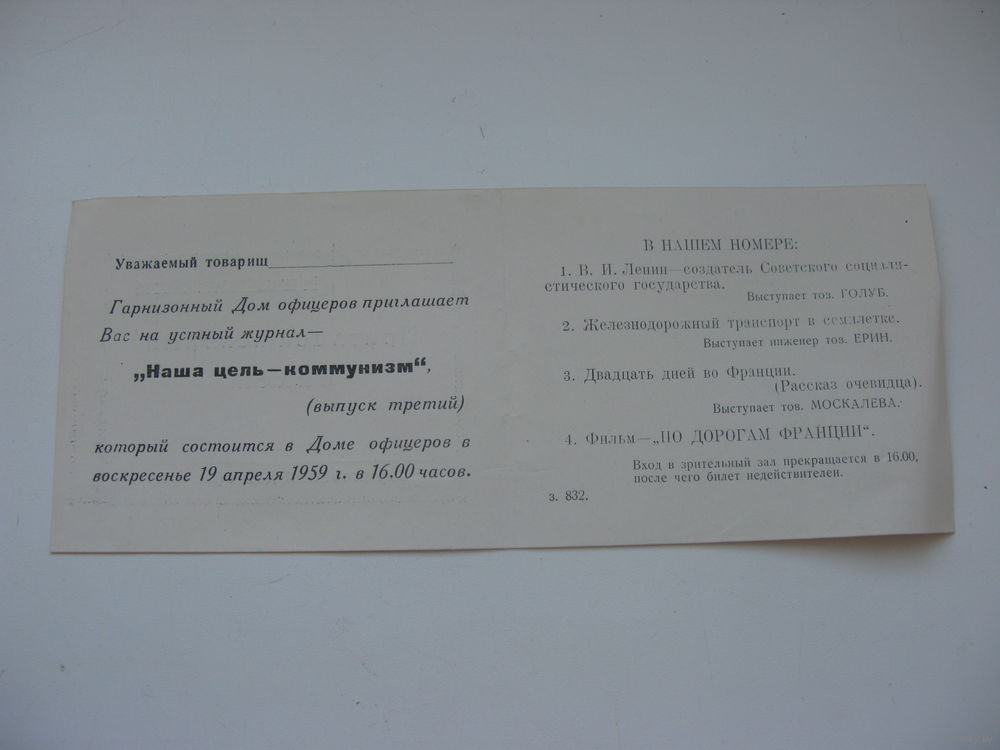 Уважаемый товарищ
Гарнизонный Дом офицеров приглашает
Вас на устный журнал—
„Наша цель—коммунизм“,
(выпуск третий)
который состоится в Доме офицеров в
воскресенье 19 апреля 1959 г. в 16.00 часов.
В НАШЕМ НОМЕРЕ:
1. В. И. Ленин—создатель Советского социали-
стического государства.
Выступает тов. ГОЛУБ.
2. Железнодорожный транспорт в семилетке.
Выступает инженер тов. ЕРИН.
3. Двадцать дней во Франции.
(Рассказ очевидца).
Выступает тов. МОСКАЛЕВА.
4. Фильм—„ПО ДОРОГАМ ФРАНЦИИ“.
Вход в зрительный зал прекращается в 16.00,
после чего билет недействителен.
з. 832.